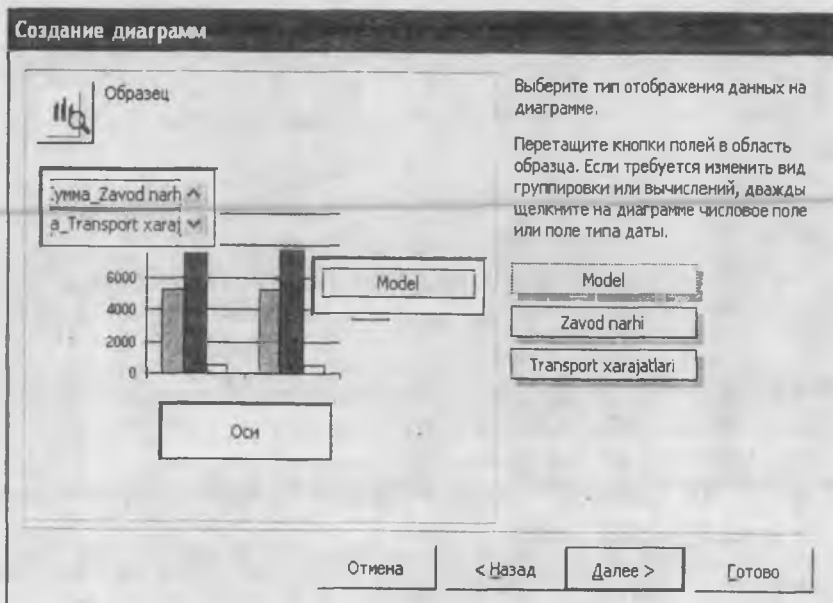 Создание диаграмм
Образец
умма_Zavod narh
а_Transport xaraj
6000
4000
2000
0
Model
Оси
Выберите тип отображения данных на
диаграмме.
Перетащите кнопки полей в область
образца. Если требуется изменить вид
группировки или вычислений, дважды
щелкните на диаграмме числовое поле
или поле типа даты.
Model
Zavod narhi
Transport xarajatlari
Отмена
< Назад
Далее >
Готово